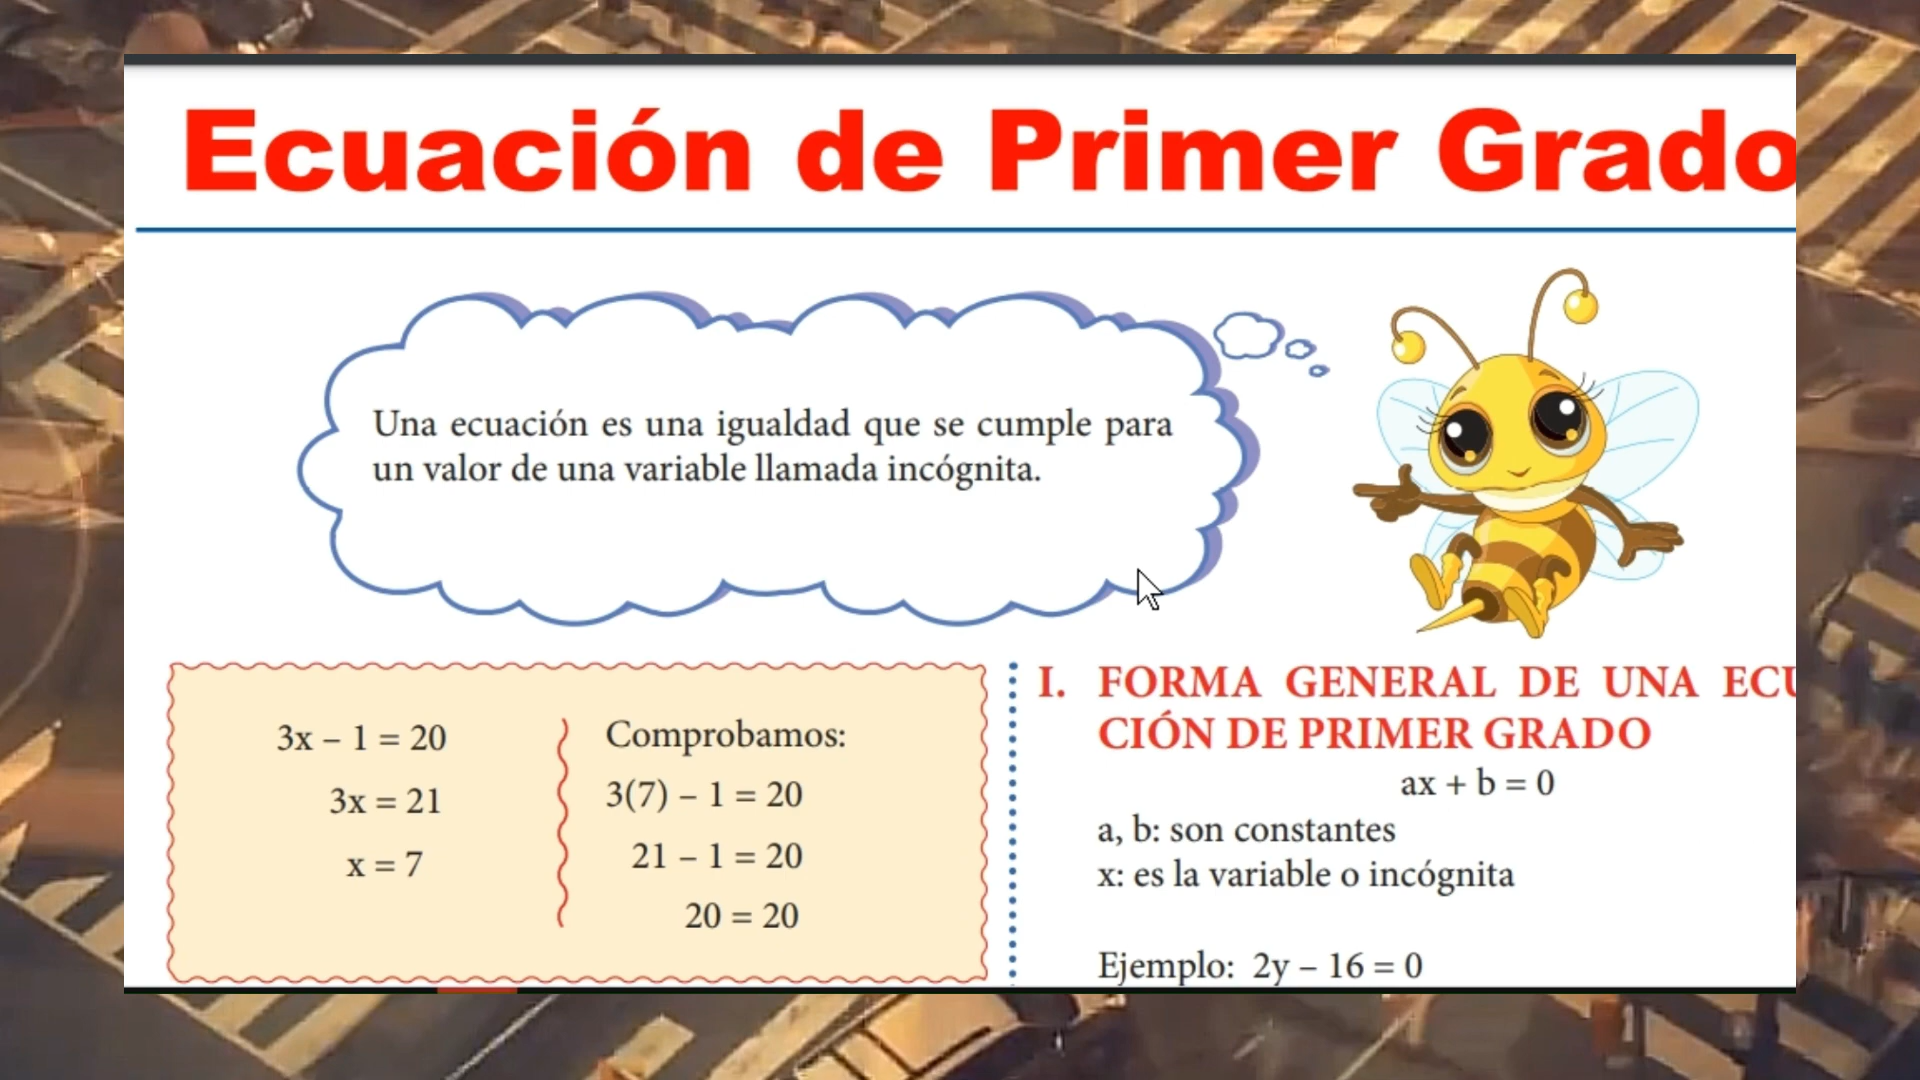 Ecuación de Primer Grado
Una ecuación es una igualdad que se cumple para
un valor de una variable llamada incógnita.
3x – 1 = 20
3x = 21
x = 7
Comprobamos:
3(7) – 1 = 20
21 – 1 = 20
20 = 20
I. FORMA GENERAL DE UNA ECU
CIÓN DE PRIMER GRADO
ax + b = 0
a, b: son constantes
x: es la variable o incógnita
Ejemplo: 2y – 16 = 0